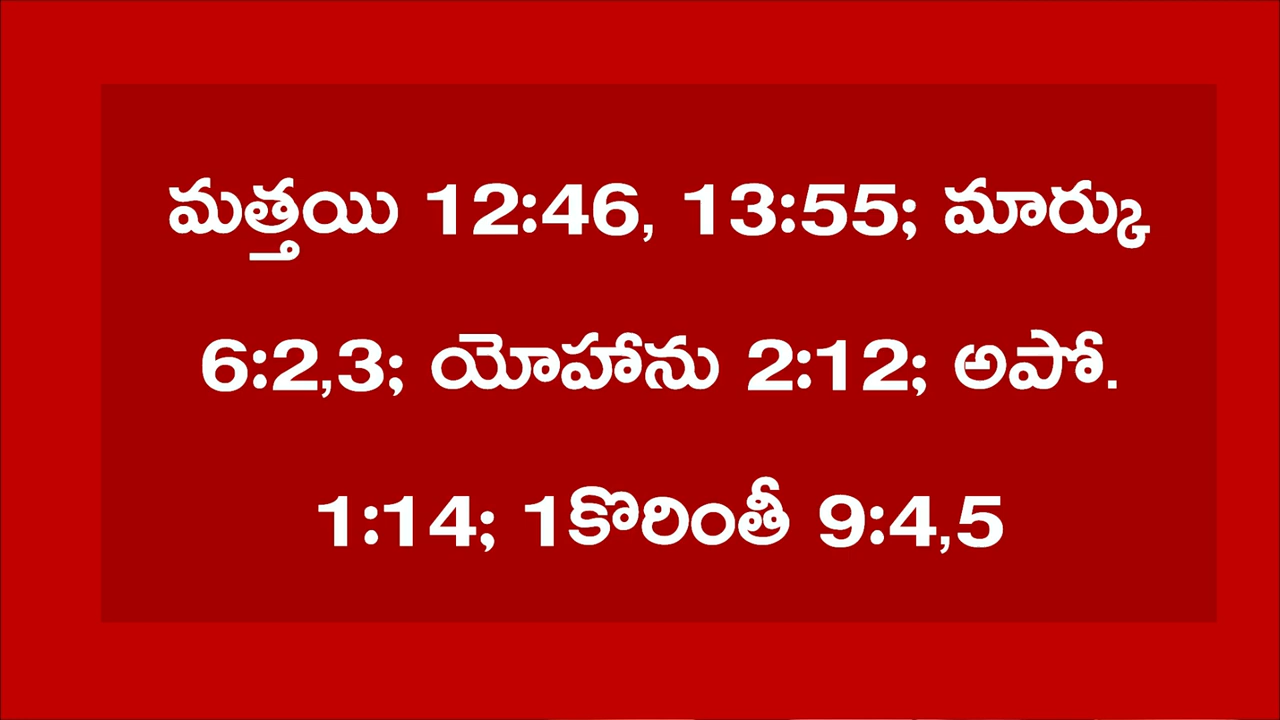 మత్తయి 12:46, 13:55; మార్కు
6:2,3; యోహాను 2:12; అపో.
1:14; 1కొరింతీ 9:4,5